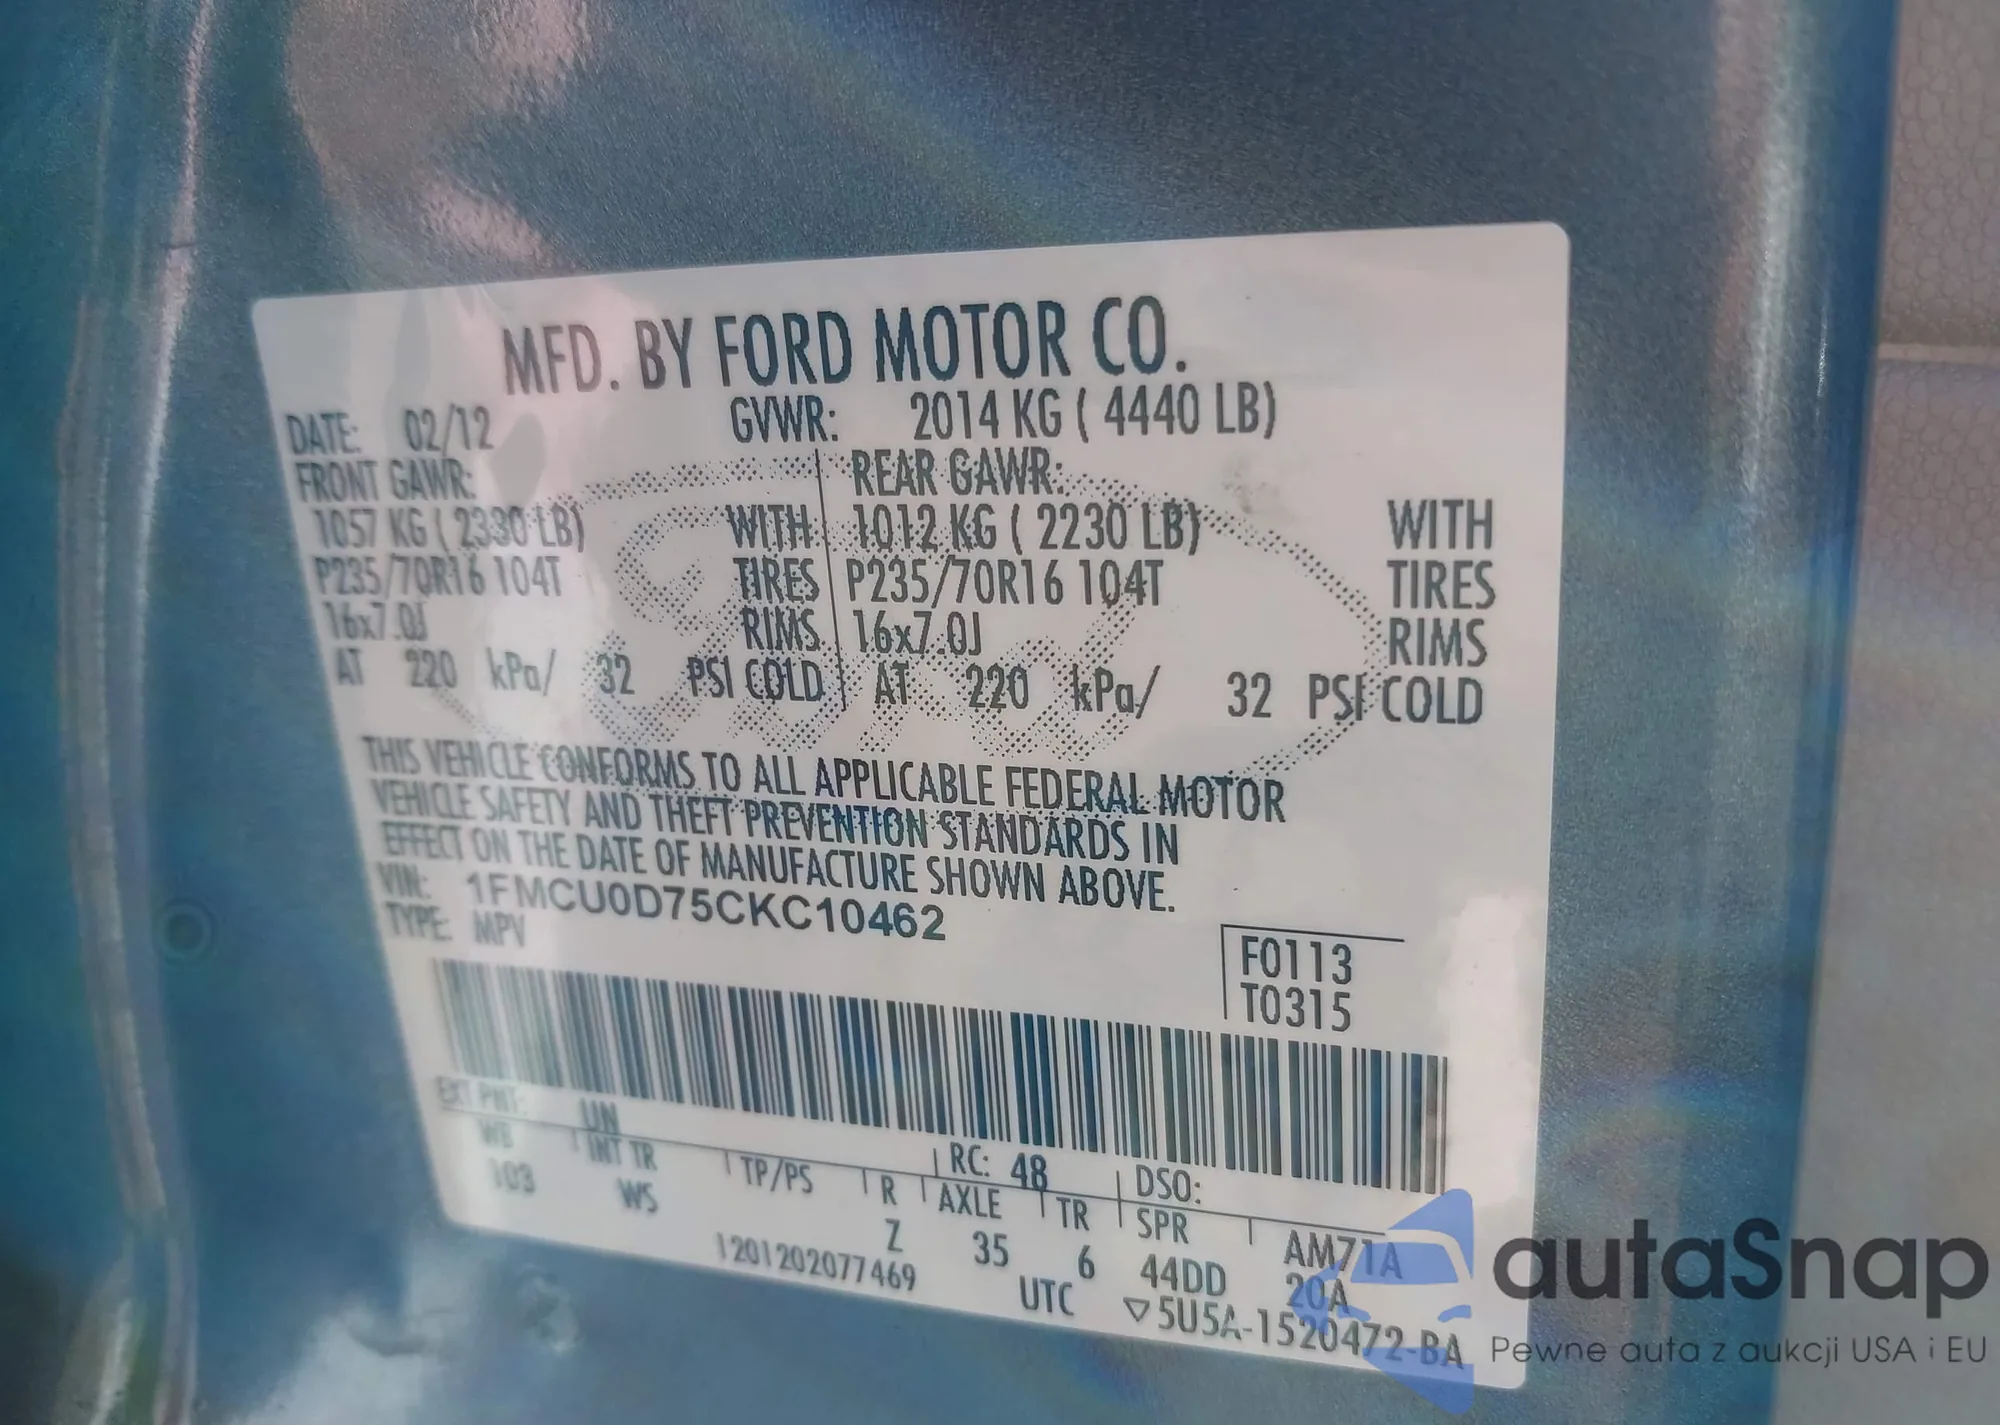 MFD. BY FORD MOTOR CO.
DATE: 02/12 GVWR: 2014 KG ( 4440 LB)
FRONT GAWR: REAR GAWR:
1057 KG ( 2330 LB) WITH 1012 KG ( 2230 LB) WITH
P235/70R16 104T TIRES P235/70R16 104T TIRES
16x7.0J RIMS 16x7.0J RIMS
AT 220 kPa/ 32 PSI COLD AT 220 kPa/ 32 PSI COLD
THIS VEHICLE CONFORMS TO ALL APPLICABLE FEDERAL MOTOR
VEHICLE SAFETY AND THEFT PREVENTION STANDARDS IN
EFFECT ON THE DATE OF MANUFACTURE SHOWN ABOVE.
VIN: 1FMCU0D75CKC10462
TYPE: MPV
F0113
T0315
EXT PNT: UN RC: 48 DSO:
WB INT TR TP/PS R AXLE TR SPR AM71A
103 WS Z 35 6 44DD 20A
1201202077469 UTC ▽5U5A-1520472-BA
autaSnap
Pewne auta z aukcji USA i EU